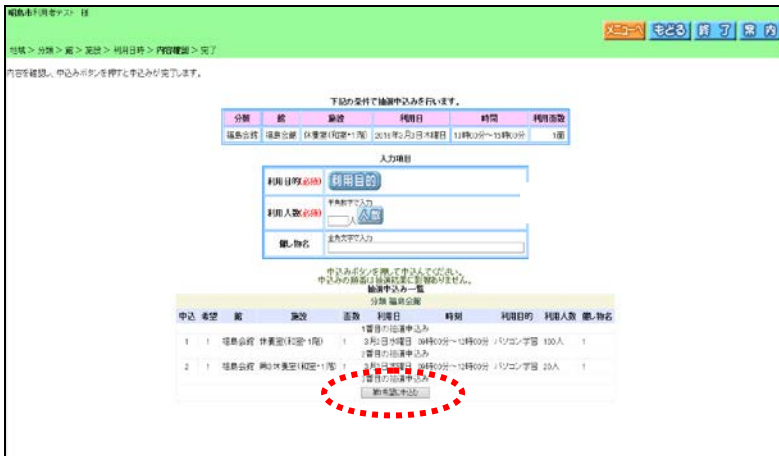 昭島市利用者テスト 様
メニューへ もどる 終了 案内
地域 > 分類 > 館 > 施設 > 利用日時 > 内容確認 > 完了
内容を確認し、申込みボタンを押すと申込みが完了します。
下記の条件で抽選申込みを行います。
分類 館 施設 利用日 時間 利用面数
福島会館 福島会館 休養室(和室・1階) 2016年3月3日 12時00分～15時00分 1面
入力項目
利用目的(必須) 利用目的
半角数字で入力
利用人数(必須) 人 人数
全角文字で入力
催し物名
申込みボタンを押して申込んでください。
申込みの順番は抽選結果に影響ありません。
抽選申込み一覧
分類 福島会館
申込 希望 館 施設 面数 利用日 時刻 利用目的 利用人数 催し物名
1番目の抽選申込み
1 1 福島会館 休養室(和室・1階) 1 3月2日水曜日 09時00分～12時00分 パソコン学習 100人 1
2番目の抽選申込み
2 1 福島会館 第3休養室(和室・1階) 1 3月2日水曜日 09時00分～12時00分 パソコン学習 20人 1
3番目の抽選申込み
第1希望に申込む